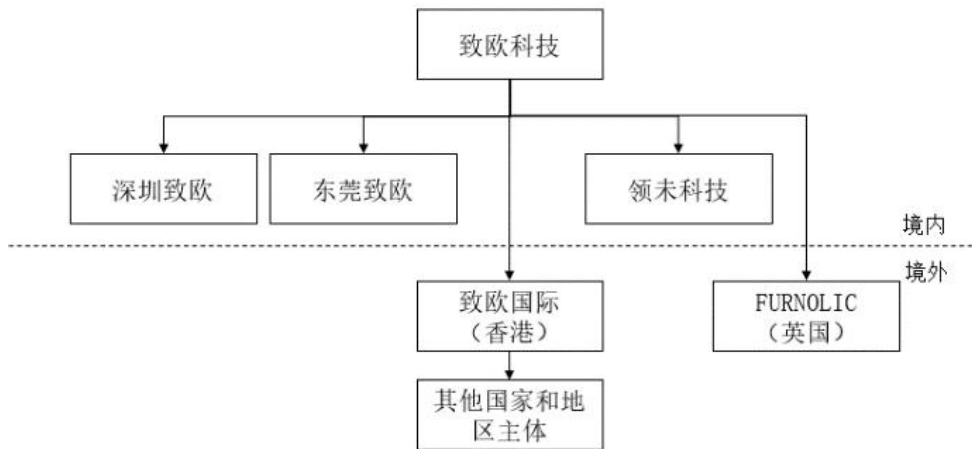 致欧科技
深圳致欧
东莞致欧
领未科技
境内
境外
致欧国际
（香港）
FURNOLIC
（英国）
其他国家和地
区主体